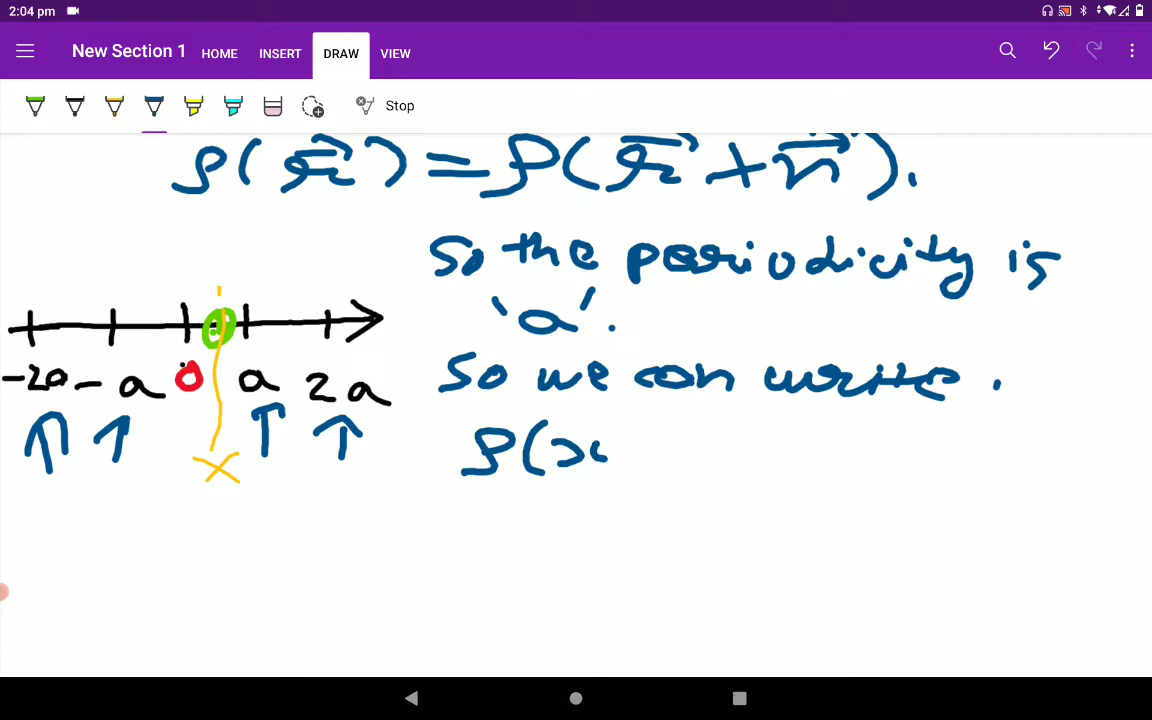 2:04 pm
New Section 1 HOME INSERT DRAW VIEW
Stop
ρ(r⃗) = ρ(r⃗ + n⃗).
So the periodicity is
'a'.
-2a -a 0 a 2a
So we can write.
ρ(x
x